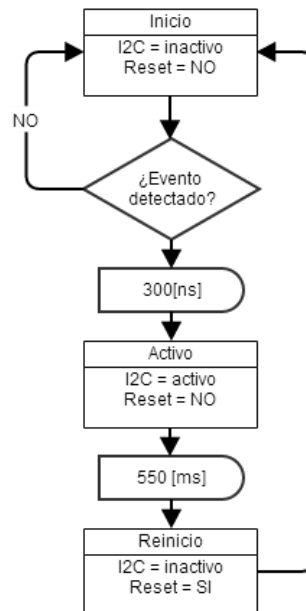 Inicio
I2C = inactivo
Reset = NO
NO
¿Evento
detectado?
300[ns]
Activo
I2C = activo
Reset = NO
550 [ms]
Reinicio
I2C = inactivo
Reset = SI